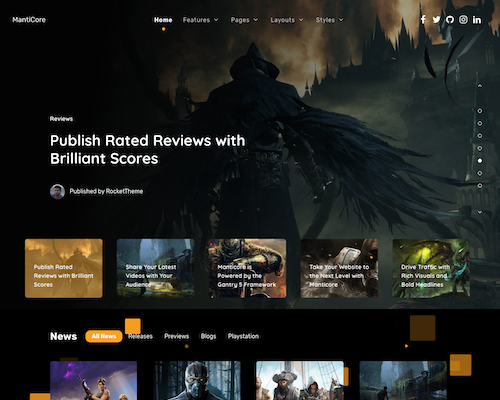 MantiCore
Home Features Pages Layouts Styles
Reviews
Publish Rated Reviews with
Brilliant Scores
Published by RocketTheme
Publish Rated
Reviews with Brilliant
Scores
Share Your Latest
Videos with Your
Audience
Manticore is
Powered by the
Gantry 5 Framework
Take Your Website to
the Next Level with
Manticore
Drive Traffic with
Rich Visuals and
Bold Headlines
News All News Releases Previews Blogs Playstation